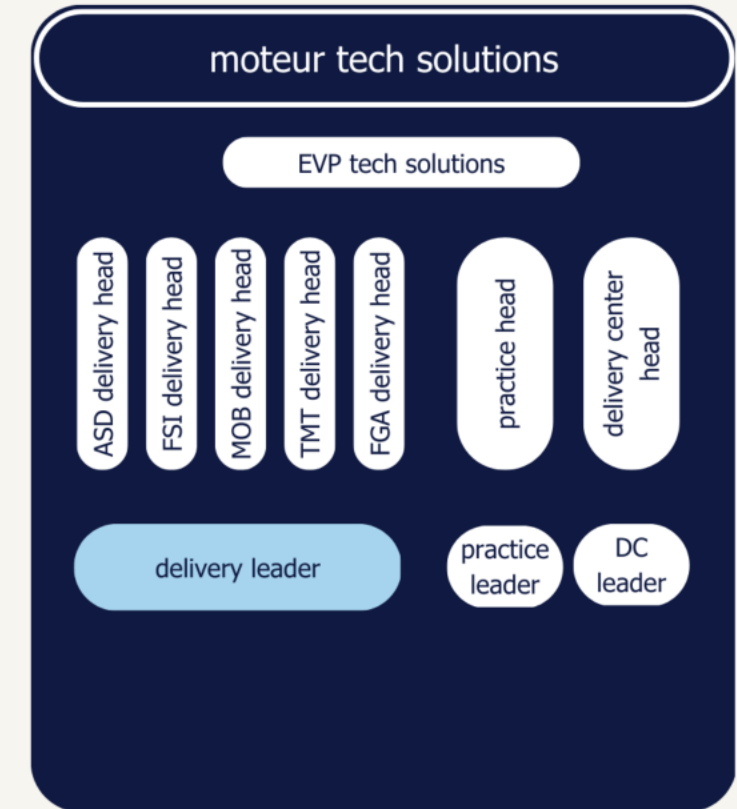 moteur tech solutions
EVP tech solutions
ASD delivery head
FSI delivery head
MOB delivery head
TMT delivery head
FGA delivery head
practice head
delivery center
head
delivery leader
practice
leader
DC
leader